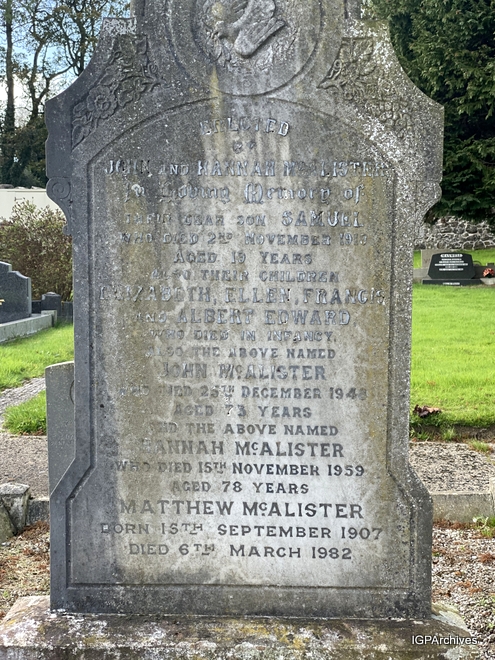 ERECTED
BY
JOHN AND HANNAH McALISTER
In Loving Memory of
THEIR DEAR SON SAMUEL
WHO DIED 2ND NOVEMBER
AGED 19 YEARS
ALSO THEIR CHILDREN
ELIZABETH, ELLEN, FRANCIS
AND ALBERT EDWARD
WHO DIED IN INFANCY.
ALSO THE ABOVE NAMED
JOHN McALISTER
WHO DIED 25TH DECEMBER
AGED 73 YEARS
AND THE ABOVE NAMED
HANNAH McALISTER
WHO DIED 15TH NOVEMBER 1959
AGED 78 YEARS
MATTHEW McALISTER
BORN 15TH SEPTEMBER 1907
DIED 6TH MARCH 1982
IGPArchives